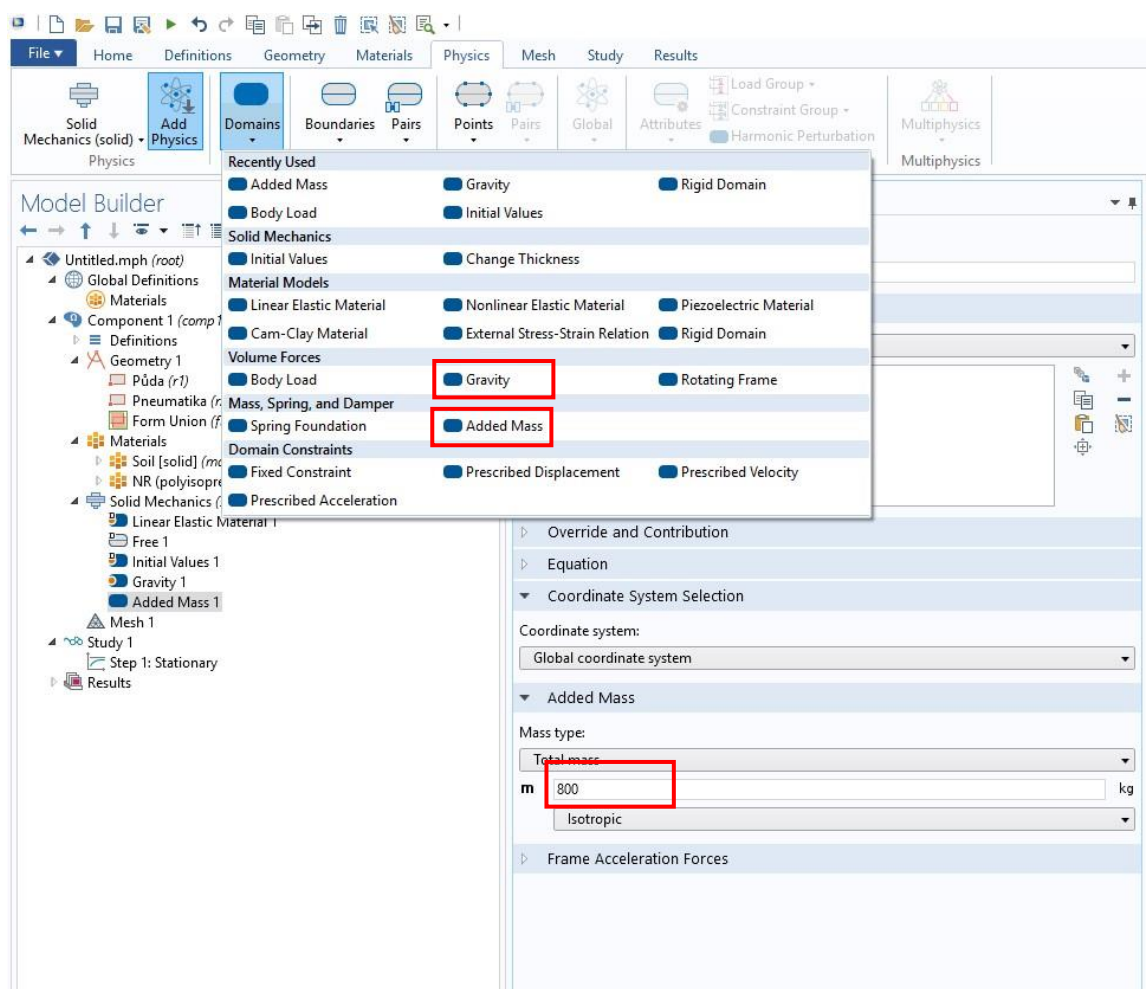 File Home Definitions Geometry Materials Physics Mesh Study Results
Solid Mechanics (solid)
Add Physics
Domains
Boundaries
Pairs
Points
Pairs
Global
Attributes
Load Group
Constraint Group
Harmonic Perturbation
Multiphysics
Physics
Multiphysics
Recently Used
Added Mass Gravity Rigid Domain
Body Load Initial Values
Solid Mechanics
Initial Values Change Thickness
Material Models
Linear Elastic Material Nonlinear Elastic Material Piezoelectric Material
Cam-Clay Material External Stress-Strain Relation Rigid Domain
Volume Forces
Body Load Gravity Rotating Frame
Mass, Spring, and Damper
Spring Foundation Added Mass
Domain Constraints
Fixed Constraint Prescribed Displacement Prescribed Velocity
Prescribed Acceleration
Model Builder
Untitled.mph (root)
Global Definitions
Materials
Component 1 (comp1
Definitions
Geometry 1
Půda (r1)
Pneumatika
Form Union
Materials
Soil [solid]
NR
Solid Mechanics
Linear Elastic Material 1
Free 1
Initial Values 1
Gravity 1
Added Mass 1
Mesh 1
Study 1
Step 1: Stationary
Results
Override and Contribution
Equation
Coordinate System Selection
Coordinate system:
Global coordinate system
Added Mass
Mass type:
Total mass
m 800 kg
Isotropic
Frame Acceleration Forces